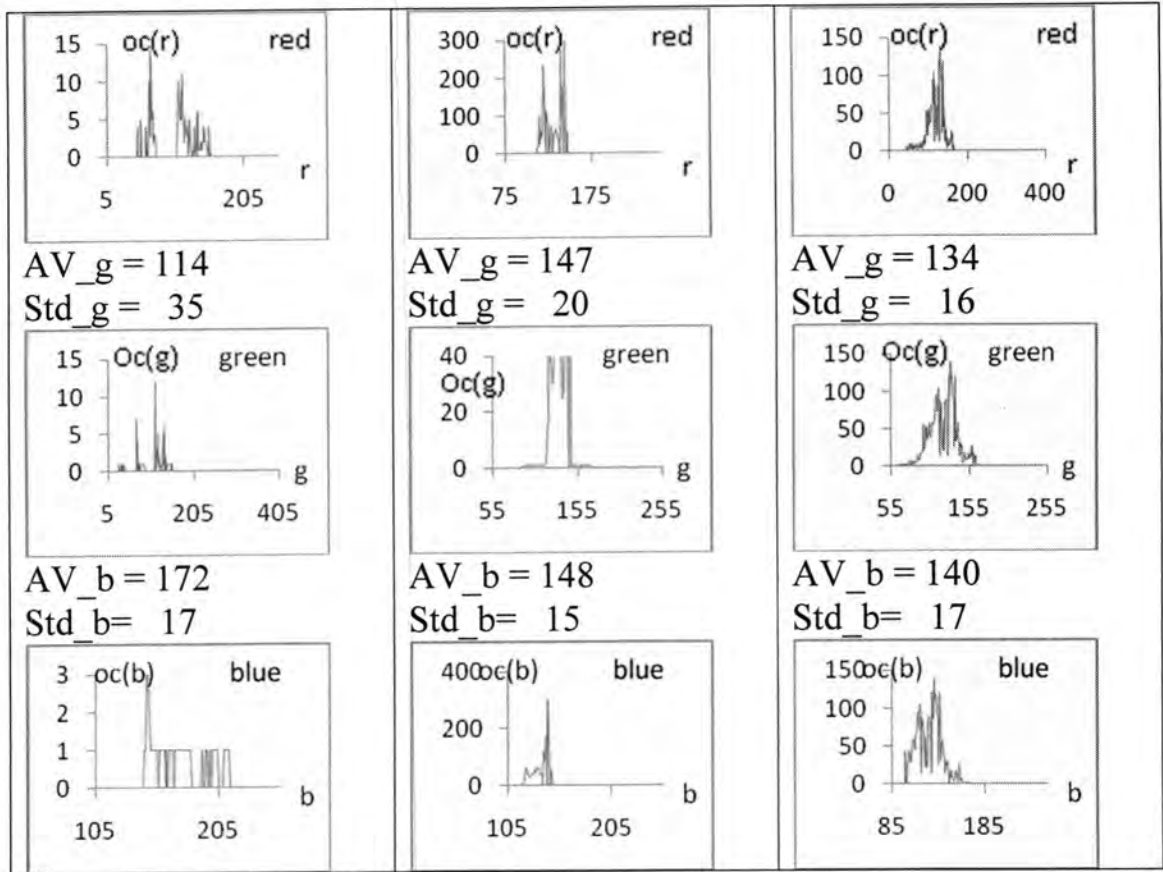 oc(r) red
15
10
5
0
r
5 205
AV_g = 114
Std_g = 35
Oc(g) green
15
10
5
0
g
5 205 405
AV_b = 172
Std_b= 17
oc(b) blue
3
2
1
0
b
105 205
oc(r) red
300
200
100
0
r
75 175
AV_g = 147
Std_g = 20
green
40
Oc(g)
20
0
g
55 155 255
AV_b = 148
Std_b= 15
400 oc(b) blue
200
0
b
105 205
oc(r) red
150
100
50
0
r
0 200 400
AV_g = 134
Std_g = 16
150 Oc(g) green
100
50
0
g
55 155 255
AV_b = 140
Std_b= 17
150 oc(b) blue
100
50
0
b
85 185